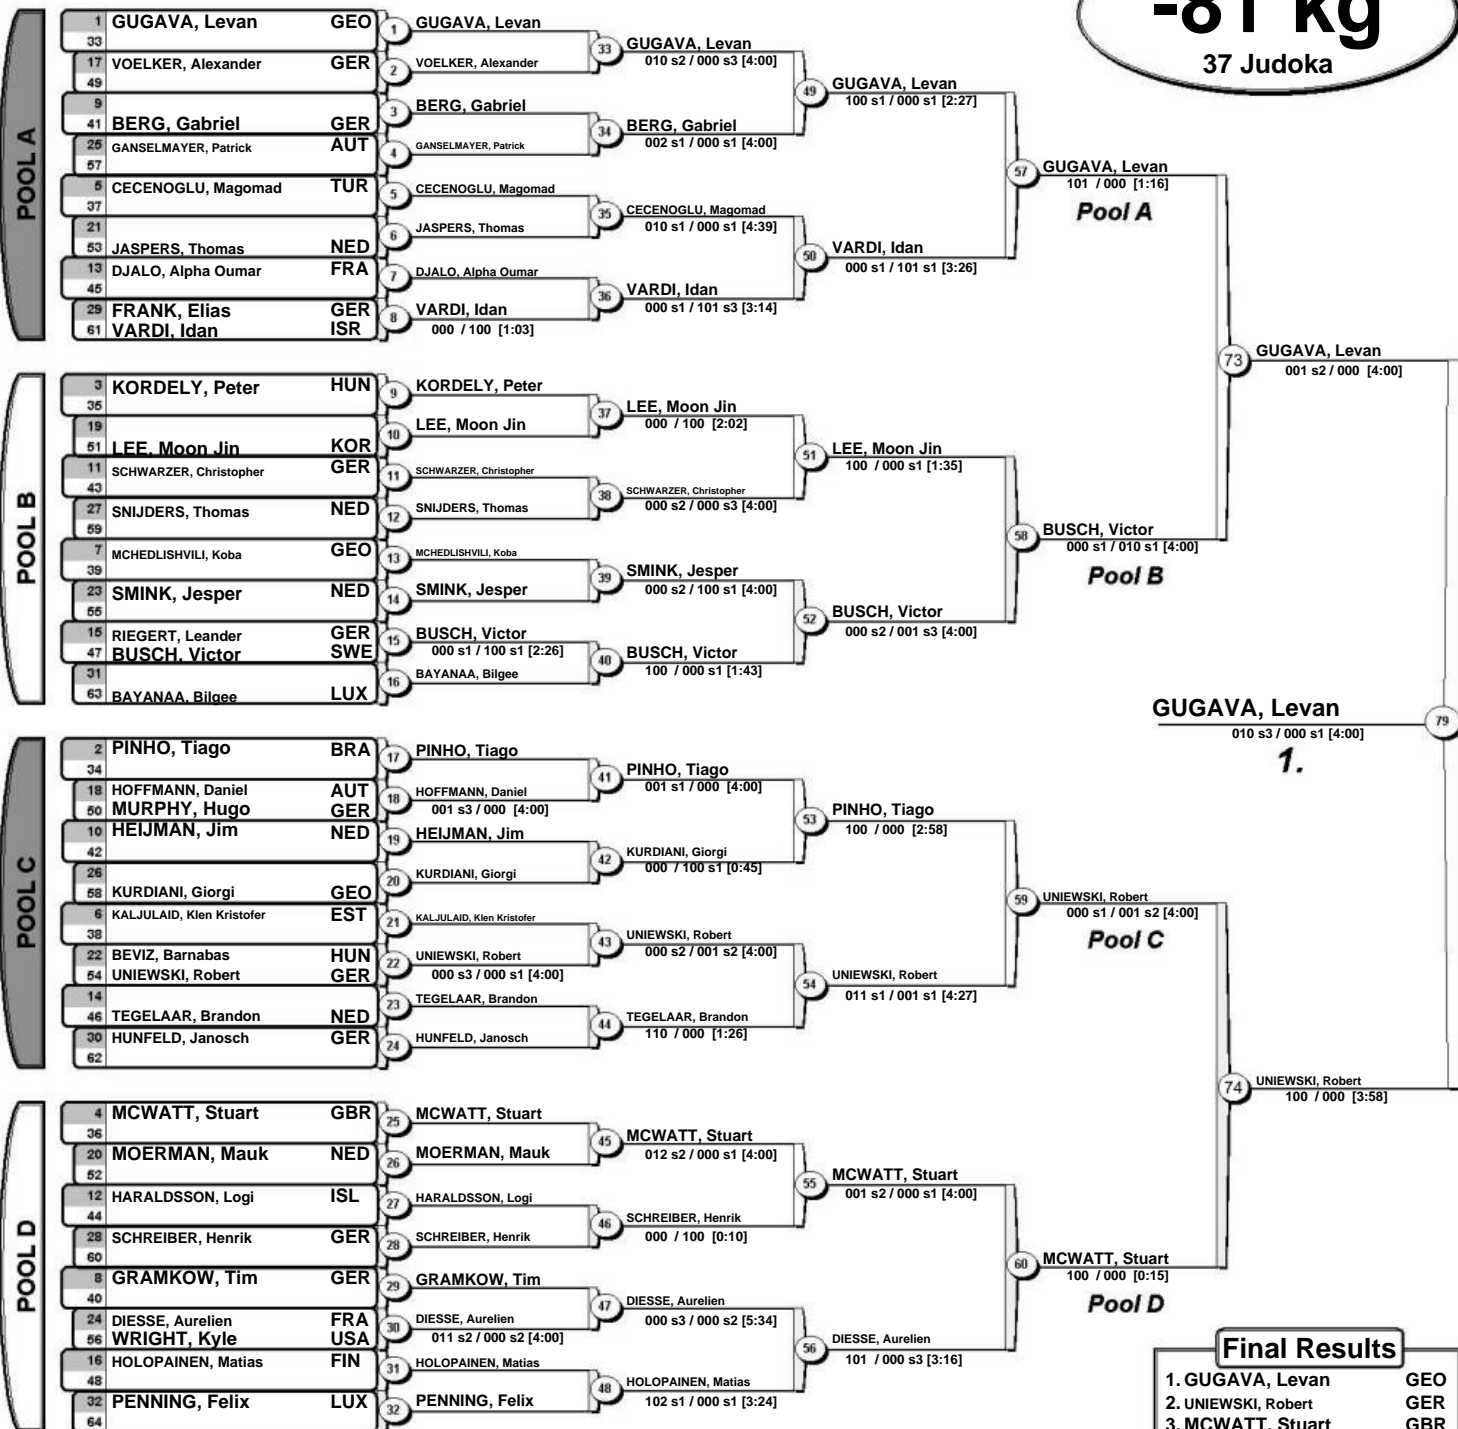 -81 kg
37 Judoka
POOL A
1 GUGAVA, Levan GEO
33
17 VOELKER, Alexander GER
49
9
41 BERG, Gabriel GER
25 GANSELMAYER, Patrick AUT
57
5 CECENOGLU, Magomad TUR
37
21
53 JASPERS, Thomas NED
13 DJALO, Alpha Oumar FRA
45
29 FRANK, Elias GER
61 VARDI, Idan ISR
1 GUGAVA, Levan
2 VOELKER, Alexander
3 BERG, Gabriel
4 GANSELMAYER, Patrick
5 CECENOGLU, Magomad
6 JASPERS, Thomas
7 DJALO, Alpha Oumar
8 VARDI, Idan
000 / 100 [1:03]
33 GUGAVA, Levan
010 s2 / 000 s3 [4:00]
34 BERG, Gabriel
002 s1 / 000 s1 [4:00]
35 CECENOGLU, Magomad
010 s1 / 000 s1 [4:39]
36 VARDI, Idan
000 s1 / 101 s3 [3:14]
49 GUGAVA, Levan
100 s1 / 000 s1 [2:27]
50 VARDI, Idan
000 s1 / 101 s1 [3:26]
57 GUGAVA, Levan
101 / 000 [1:16]
Pool A
POOL B
3 KORDELY, Peter HUN
35
19
51 LEE, Moon Jin KOR
11 SCHWARZER, Christopher GER
43
27 SNIJDERS, Thomas NED
59
7 MCHEDLISHVILI, Koba GEO
39
23 SMINK, Jesper NED
55
15 RIEGERT, Leander GER
47 BUSCH, Victor SWE
31
63 BAYANAA, Bilgee LUX
9 KORDELY, Peter
10 LEE, Moon Jin
11 SCHWARZER, Christopher
12 SNIJDERS, Thomas
13 MCHEDLISHVILI, Koba
14 SMINK, Jesper
15 BUSCH, Victor
000 s1 / 100 s1 [2:26]
16 BAYANAA, Bilgee
37 LEE, Moon Jin
000 / 100 [2:02]
38 SCHWARZER, Christopher
000 s2 / 000 s3 [4:00]
39 SMINK, Jesper
000 s2 / 100 s1 [4:00]
40 BUSCH, Victor
100 / 000 s1 [1:43]
51 LEE, Moon Jin
100 / 000 s1 [1:35]
52 BUSCH, Victor
000 s2 / 001 s3 [4:00]
58 BUSCH, Victor
000 s1 / 010 s1 [4:00]
Pool B
73 GUGAVA, Levan
001 s2 / 000 [4:00]
GUGAVA, Levan 79
010 s3 / 000 s1 [4:00]
1.
POOL C
2 PINHO, Tiago BRA
34
18 HOFFMANN, Daniel AUT
50 MURPHY, Hugo GER
10 HEIJMAN, Jim NED
42
26
58 KURDIANI, Giorgi GEO
6 KALJULAID, Klen Kristofer EST
38
22 BEVIZ, Barnabas HUN
54 UNIEWSKI, Robert GER
14
46 TEGELAAR, Brandon NED
30 HUNFELD, Janosch GER
62
17 PINHO, Tiago
18 HOFFMANN, Daniel
001 s3 / 000 [4:00]
19 HEIJMAN, Jim
20 KURDIANI, Giorgi
21 KALJULAID, Klen Kristofer
22 UNIEWSKI, Robert
000 s3 / 000 s1 [4:00]
23 TEGELAAR, Brandon
24 HUNFELD, Janosch
41 PINHO, Tiago
001 s1 / 000 [4:00]
42 KURDIANI, Giorgi
000 / 100 s1 [0:45]
43 UNIEWSKI, Robert
000 s2 / 001 s2 [4:00]
44 TEGELAAR, Brandon
110 / 000 [1:26]
53 PINHO, Tiago
100 / 000 [2:58]
54 UNIEWSKI, Robert
011 s1 / 001 s1 [4:27]
59 UNIEWSKI, Robert
000 s1 / 001 s2 [4:00]
Pool C
POOL D
4 MCWATT, Stuart GBR
36
20 MOERMAN, Mauk NED
52
12 HARALDSSON, Logi ISL
44
28 SCHREIBER, Henrik GER
60
8 GRAMKOW, Tim GER
40
24 DIESSE, Aurelien FRA
56 WRIGHT, Kyle USA
16 HOLOPAINEN, Matias FIN
48
32 PENNING, Felix LUX
64
25 MCWATT, Stuart
26 MOERMAN, Mauk
27 HARALDSSON, Logi
28 SCHREIBER, Henrik
29 GRAMKOW, Tim
30 DIESSE, Aurelien
011 s2 / 000 s2 [4:00]
31 HOLOPAINEN, Matias
32 PENNING, Felix
45 MCWATT, Stuart
012 s2 / 000 s1 [4:00]
46 SCHREIBER, Henrik
000 / 100 [0:10]
47 DIESSE, Aurelien
000 s3 / 000 s2 [5:34]
48 HOLOPAINEN, Matias
102 s1 / 000 s1 [3:24]
55 MCWATT, Stuart
001 s2 / 000 s1 [4:00]
56 DIESSE, Aurelien
101 / 000 s3 [3:16]
60 MCWATT, Stuart
100 / 000 [0:15]
Pool D
74 UNIEWSKI, Robert
100 / 000 [3:58]
Final Results
1. GUGAVA, Levan GEO
2. UNIEWSKI, Robert GER
3. MCWATT, Stuart GBR